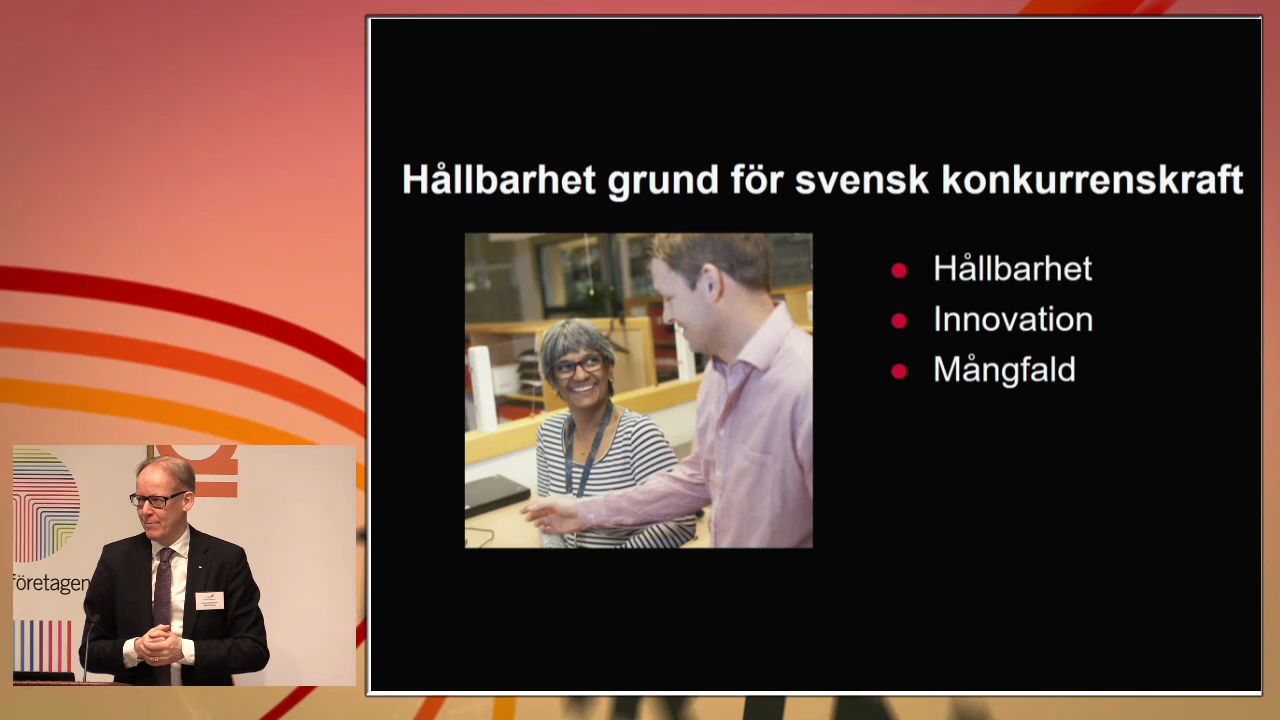 Hållbarhet grund för svensk konkurrenskraft
Hållbarhet
Innovation
Mångfald
företagen